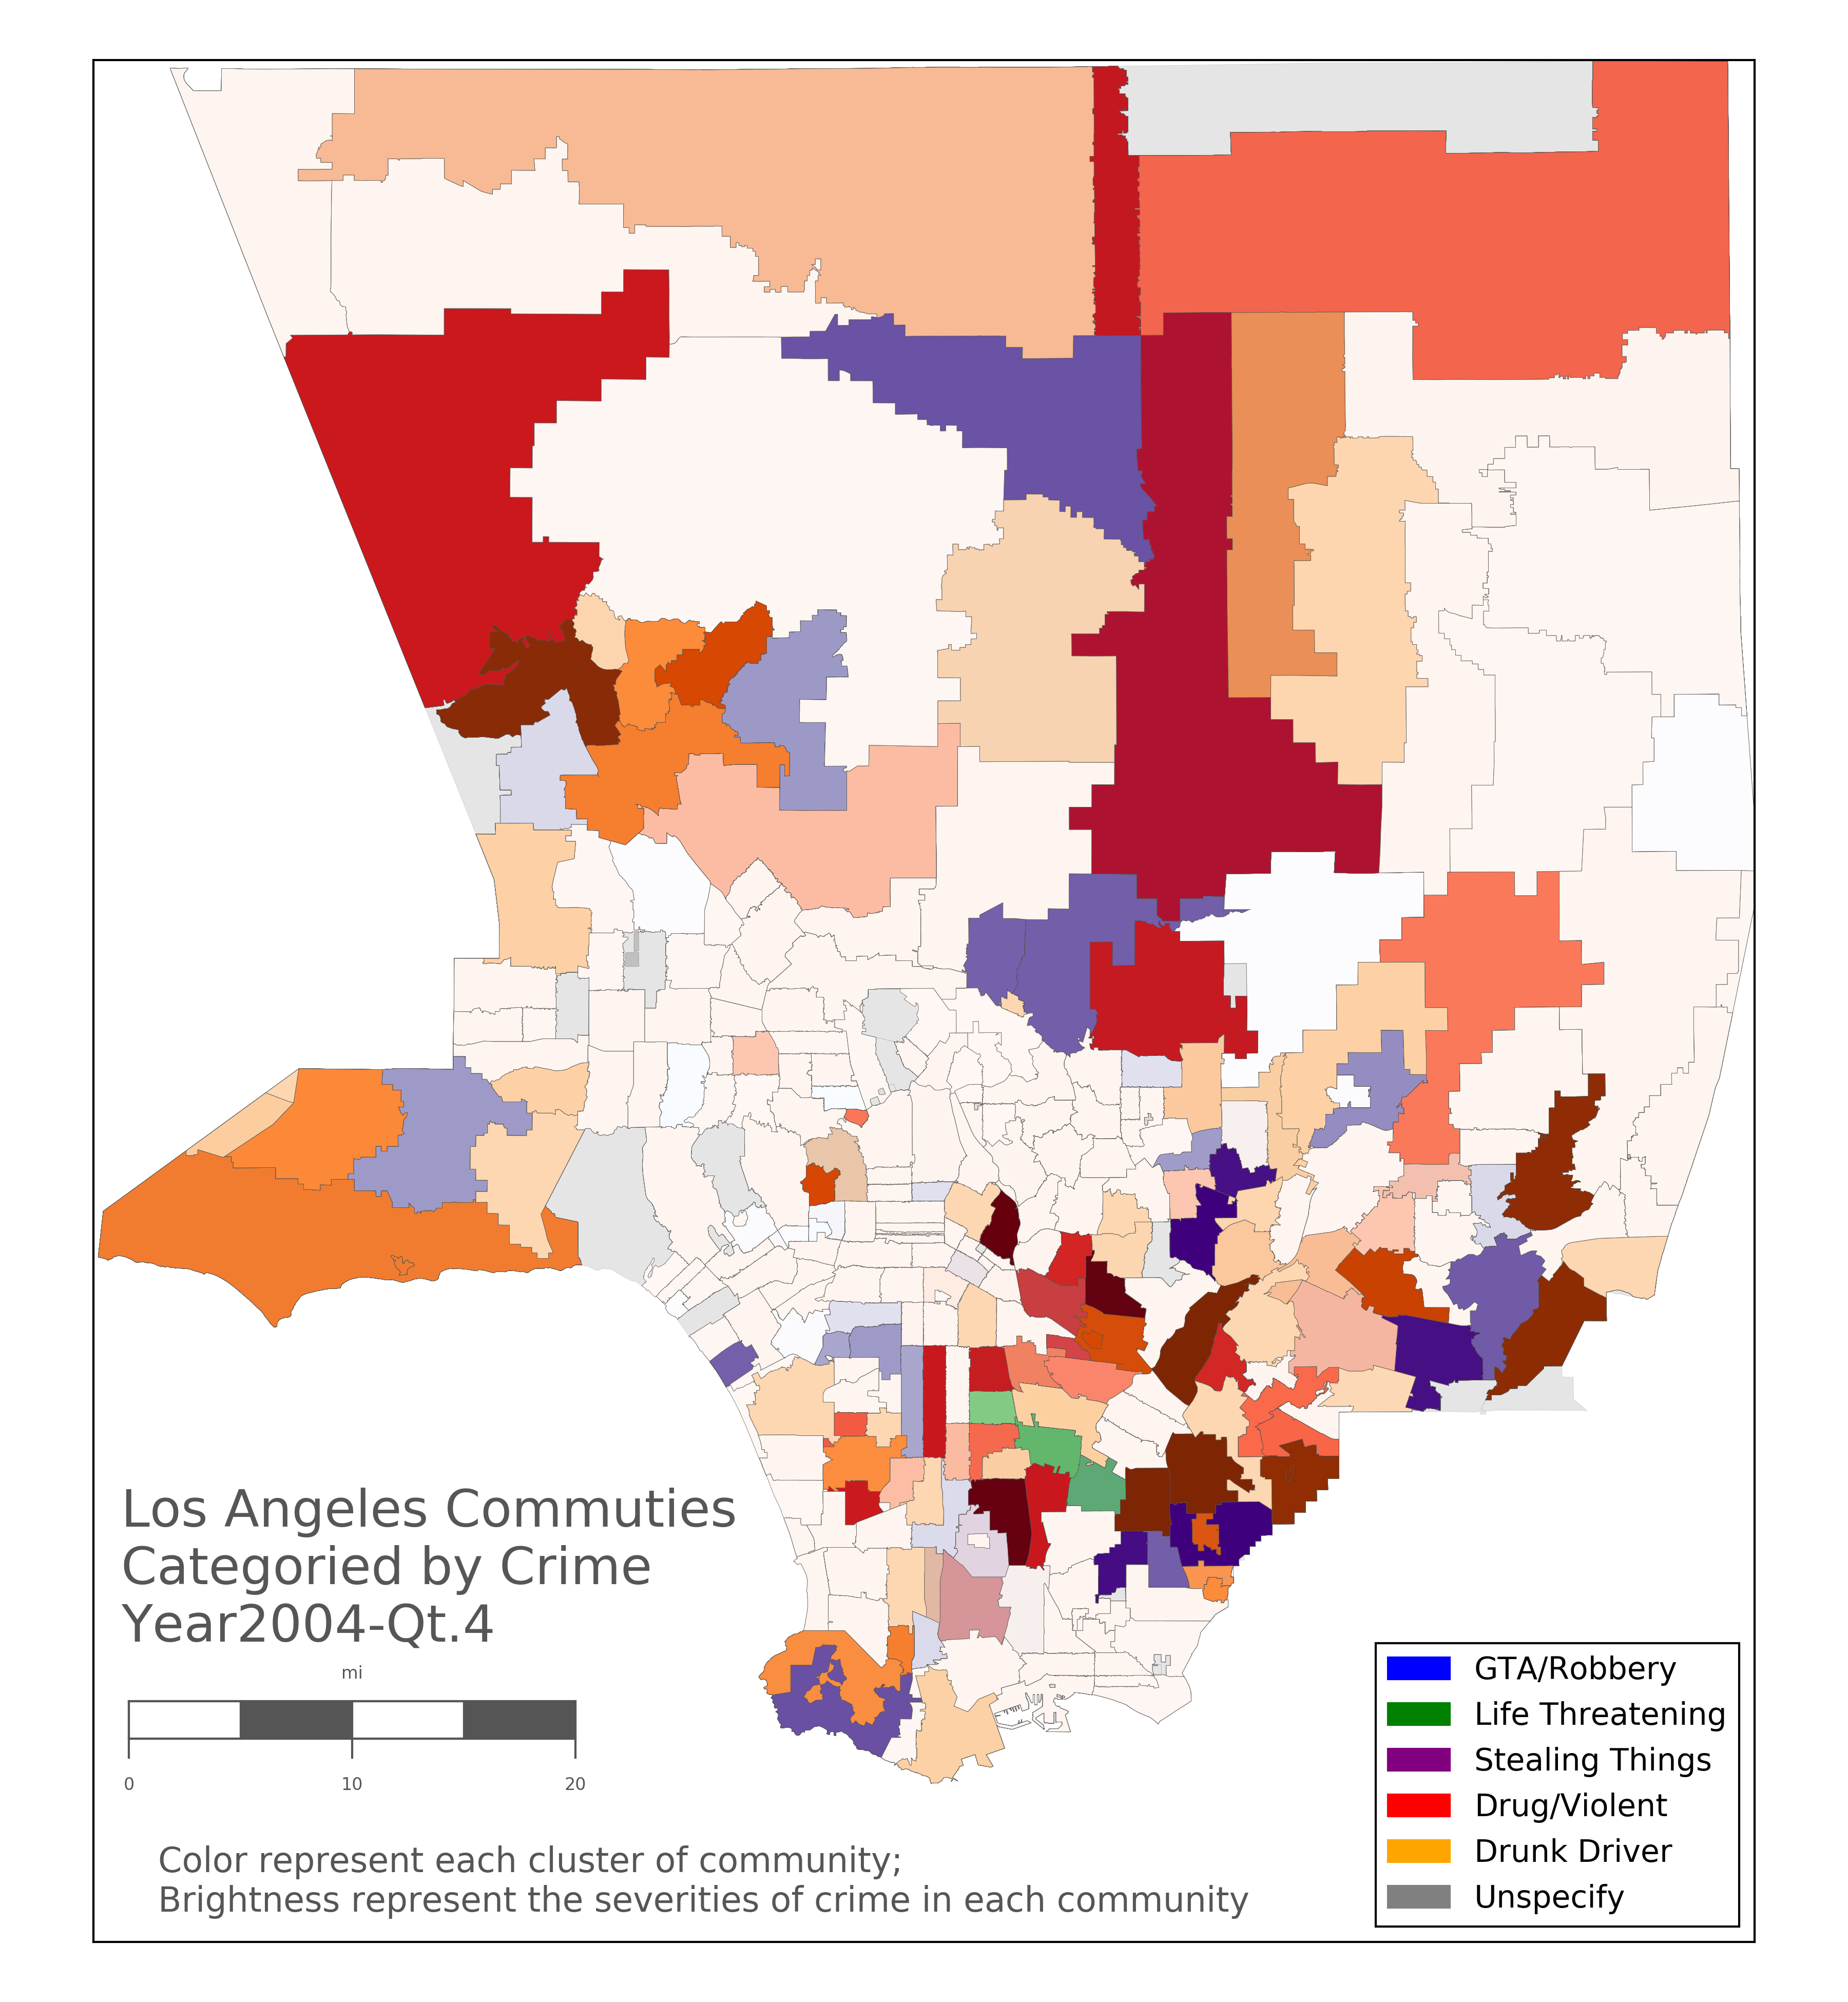 Los Angeles Commuties
Categoried by Crime
Year2004-Qt.4
mi
0 10 20
Color represent each cluster of community;
Brightness represent the severities of crime in each community
GTA/Robbery
Life Threatening
Stealing Things
Drug/Violent
Drunk Driver
Unspecify